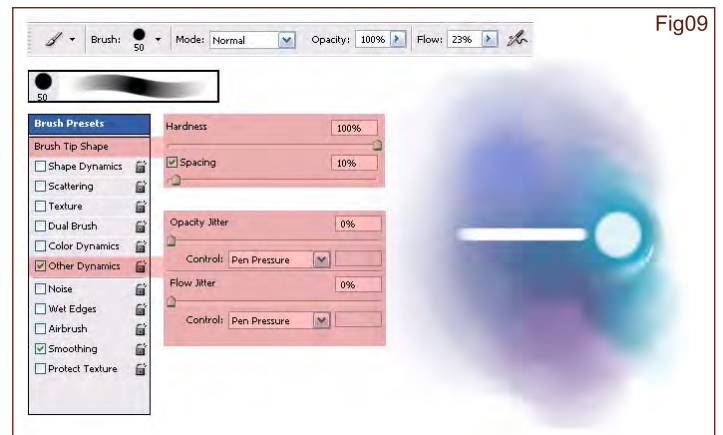 Fig09
Brush: 50 Mode: Normal Opacity: 100% Flow: 23%
50
Brush Presets
Brush Tip Shape
Shape Dynamics
Scattering
Texture
Dual Brush
Color Dynamics
Other Dynamics
Noise
Wet Edges
Airbrush
Smoothing
Protect Texture
Hardness 100%
Spacing 10%
Opacity Jitter 0%
Control: Pen Pressure
Flow Jitter 0%
Control: Pen Pressure